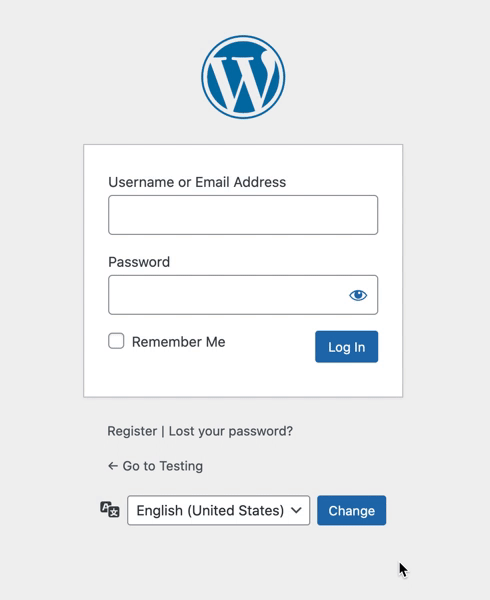 Username or Email Address
Password
Remember Me
Log In
Register | Lost your password?
← Go to Testing
English (United States)
Change